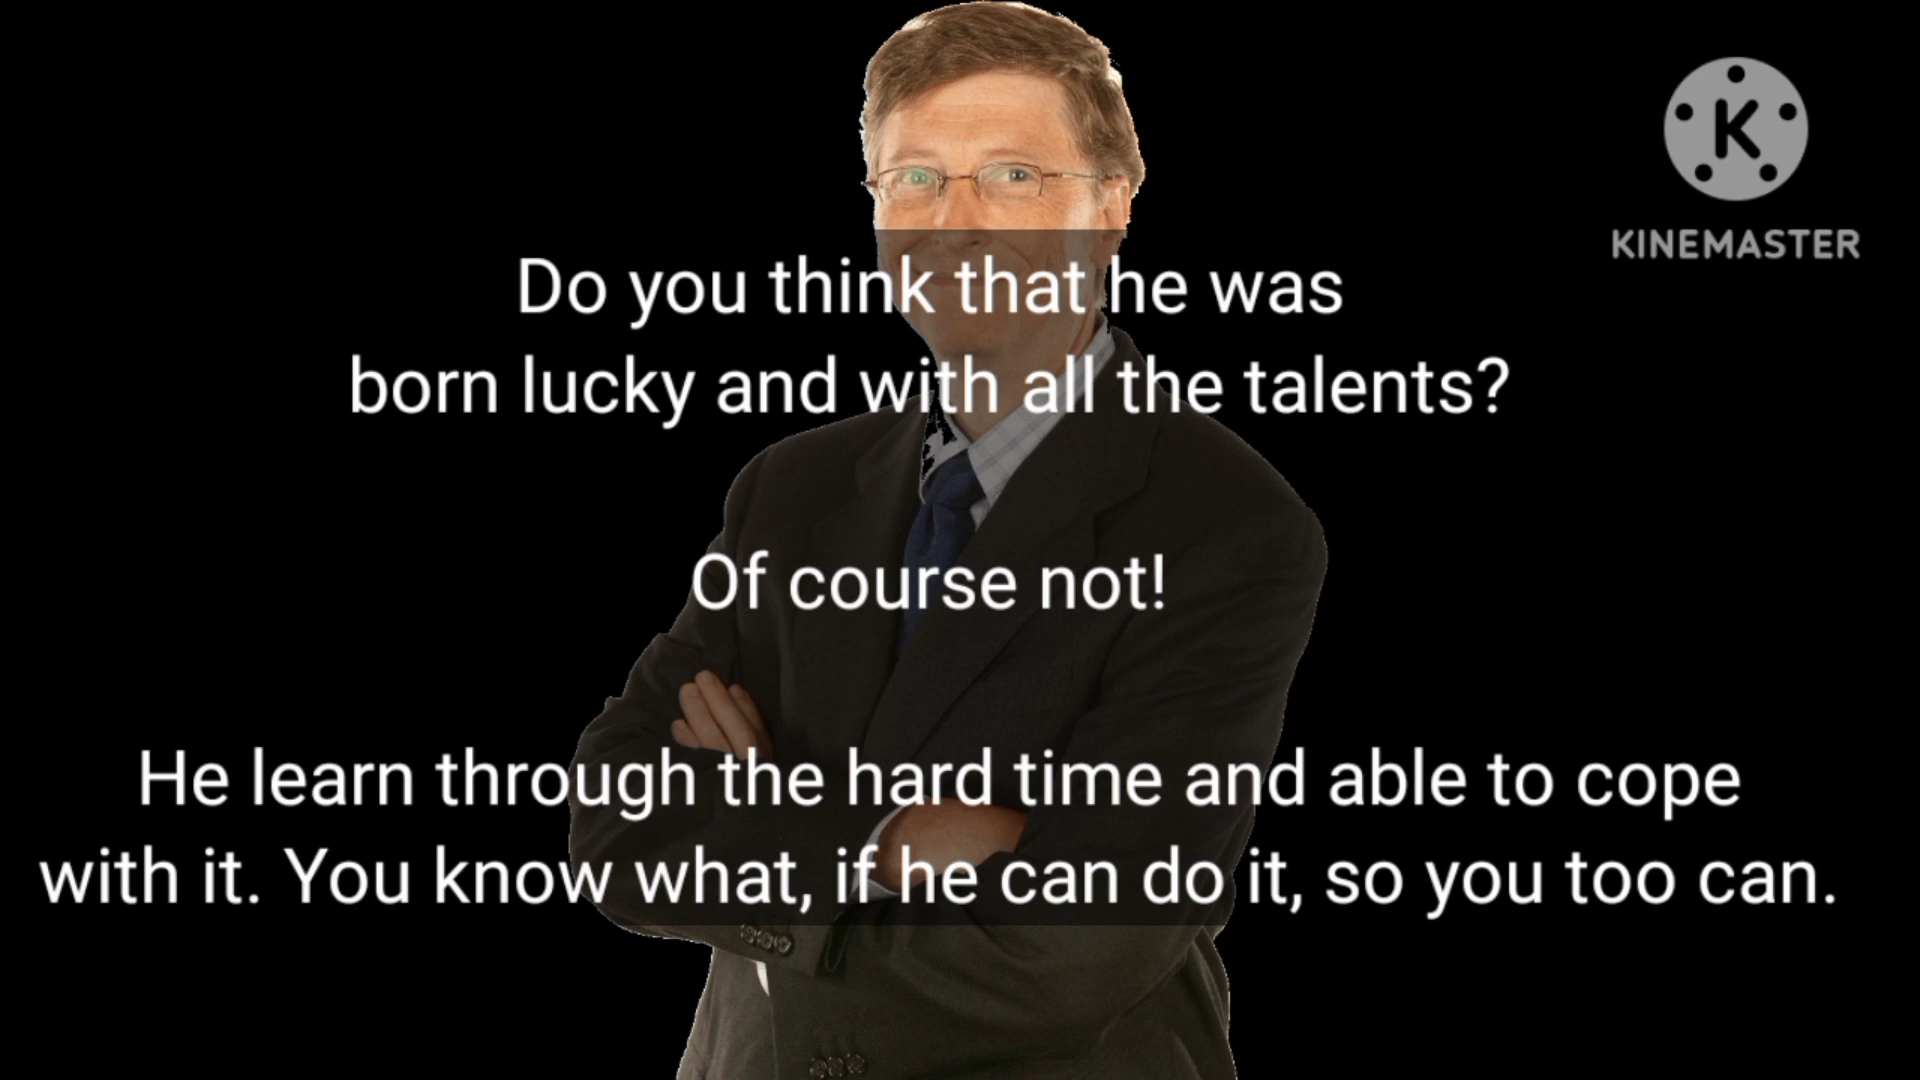 K
KINEMASTER
Do you think that he was
born lucky and with all the talents?
Of course not!
He learn through the hard time and able to cope
with it. You know what, if he can do it, so you too can.